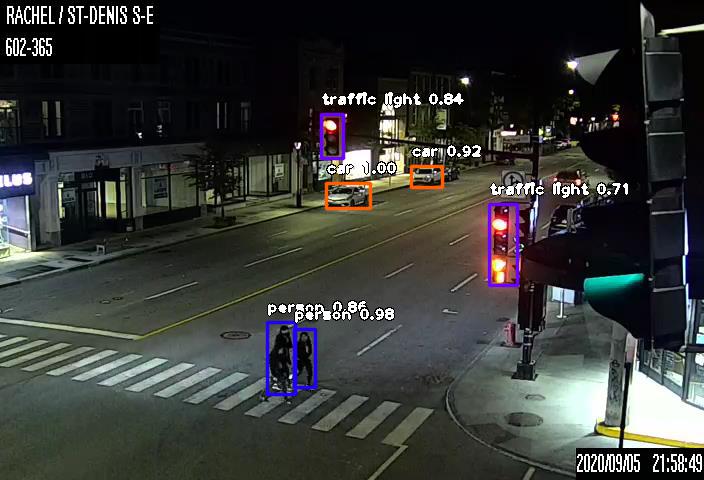 RACHEL / ST-DENIS S-E
602-365
traffic light 0.84
car 0.92
car 1.00
traffic light 0.71
person 0.86
person 0.98
2020/09/05 21:58:49